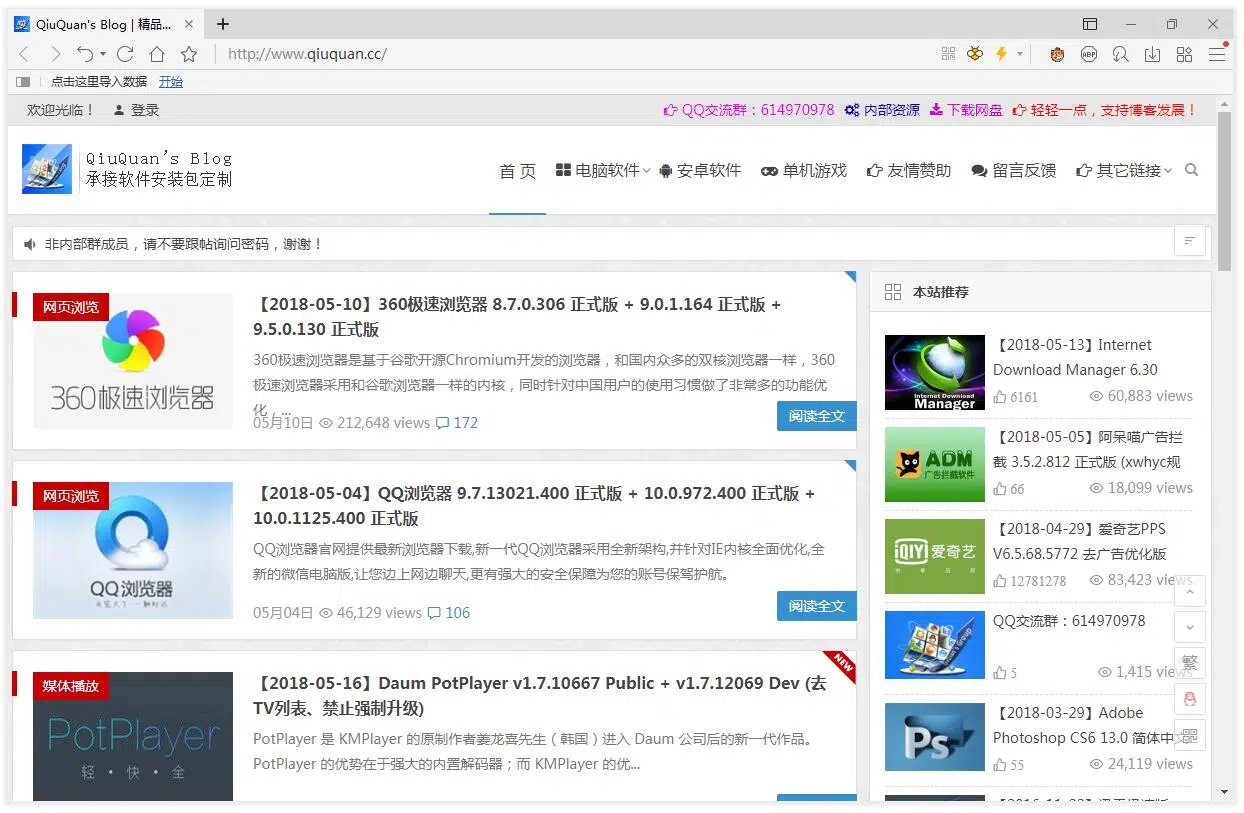 QiuQuan's Blog | 精品...
http://www.qiuquan.cc/
点击这里导入数据 开始
欢迎光临！ 登录 QQ交流群：614970978 内部资源 下载网盘 轻轻一点，支持博客发展！
QiuQuan's Blog
承接软件安装包定制
首页 电脑软件 安卓软件 单机游戏 友情赞助 留言反馈 其它链接
非内部群成员，请不要跟帖询问密码，谢谢！
网页浏览
360极速浏览器
【2018-05-10】360极速浏览器 8.7.0.306 正式版 + 9.0.1.164 正式版 +
9.5.0.130 正式版
360极速浏览器是基于谷歌开源Chromium开发的浏览器，和国内众多的双核浏览器一样，360
极速浏览器采用和谷歌浏览器一样的内核，同时针对中国用户的使用习惯做了非常多的功能优
化，...
05月10日 212,648 views 172
阅读全文
网页浏览
QQ浏览器
【2018-05-04】QQ浏览器 9.7.13021.400 正式版 + 10.0.972.400 正式版 +
10.0.1125.400 正式版
QQ浏览器官网提供最新浏览器下载,新一代QQ浏览器采用全新架构,并针对IE内核全面优化,全
新的微信电脑版,让您边上网边聊天,更有强大的安全保障为您的账号保驾护航。
05月04日 46,129 views 106
阅读全文
媒体播放
PotPlayer
轻·快·全
NEW
【2018-05-16】Daum PotPlayer v1.7.10667 Public + v1.7.12069 Dev (去
TV列表、禁止强制升级)
PotPlayer 是 KMPlayer 的原制作者姜龙喜先生（韩国）进入 Daum 公司后的新一代作品。
PotPlayer 的优势在于强大的内置解码器；而 KMPlayer 的优...
本站推荐
Internet
Download
Manager
【2018-05-13】Internet
Download Manager 6.30
6161 60,883 views
ADM
广告拦截软件
【2018-05-05】阿呆喵广告拦
截 3.5.2.812 正式版 (xwhyc规
66 18,099 views
iQIYI 爱奇艺
【2018-04-29】爱奇艺PPS
V6.5.68.5772 去广告优化版
12781278 83,423 views
QQ交流群：614970978
5 1,415 views
Ps
【2018-03-29】Adobe
Photoshop CS6 13.0 简体中
55 24,119 views
繁